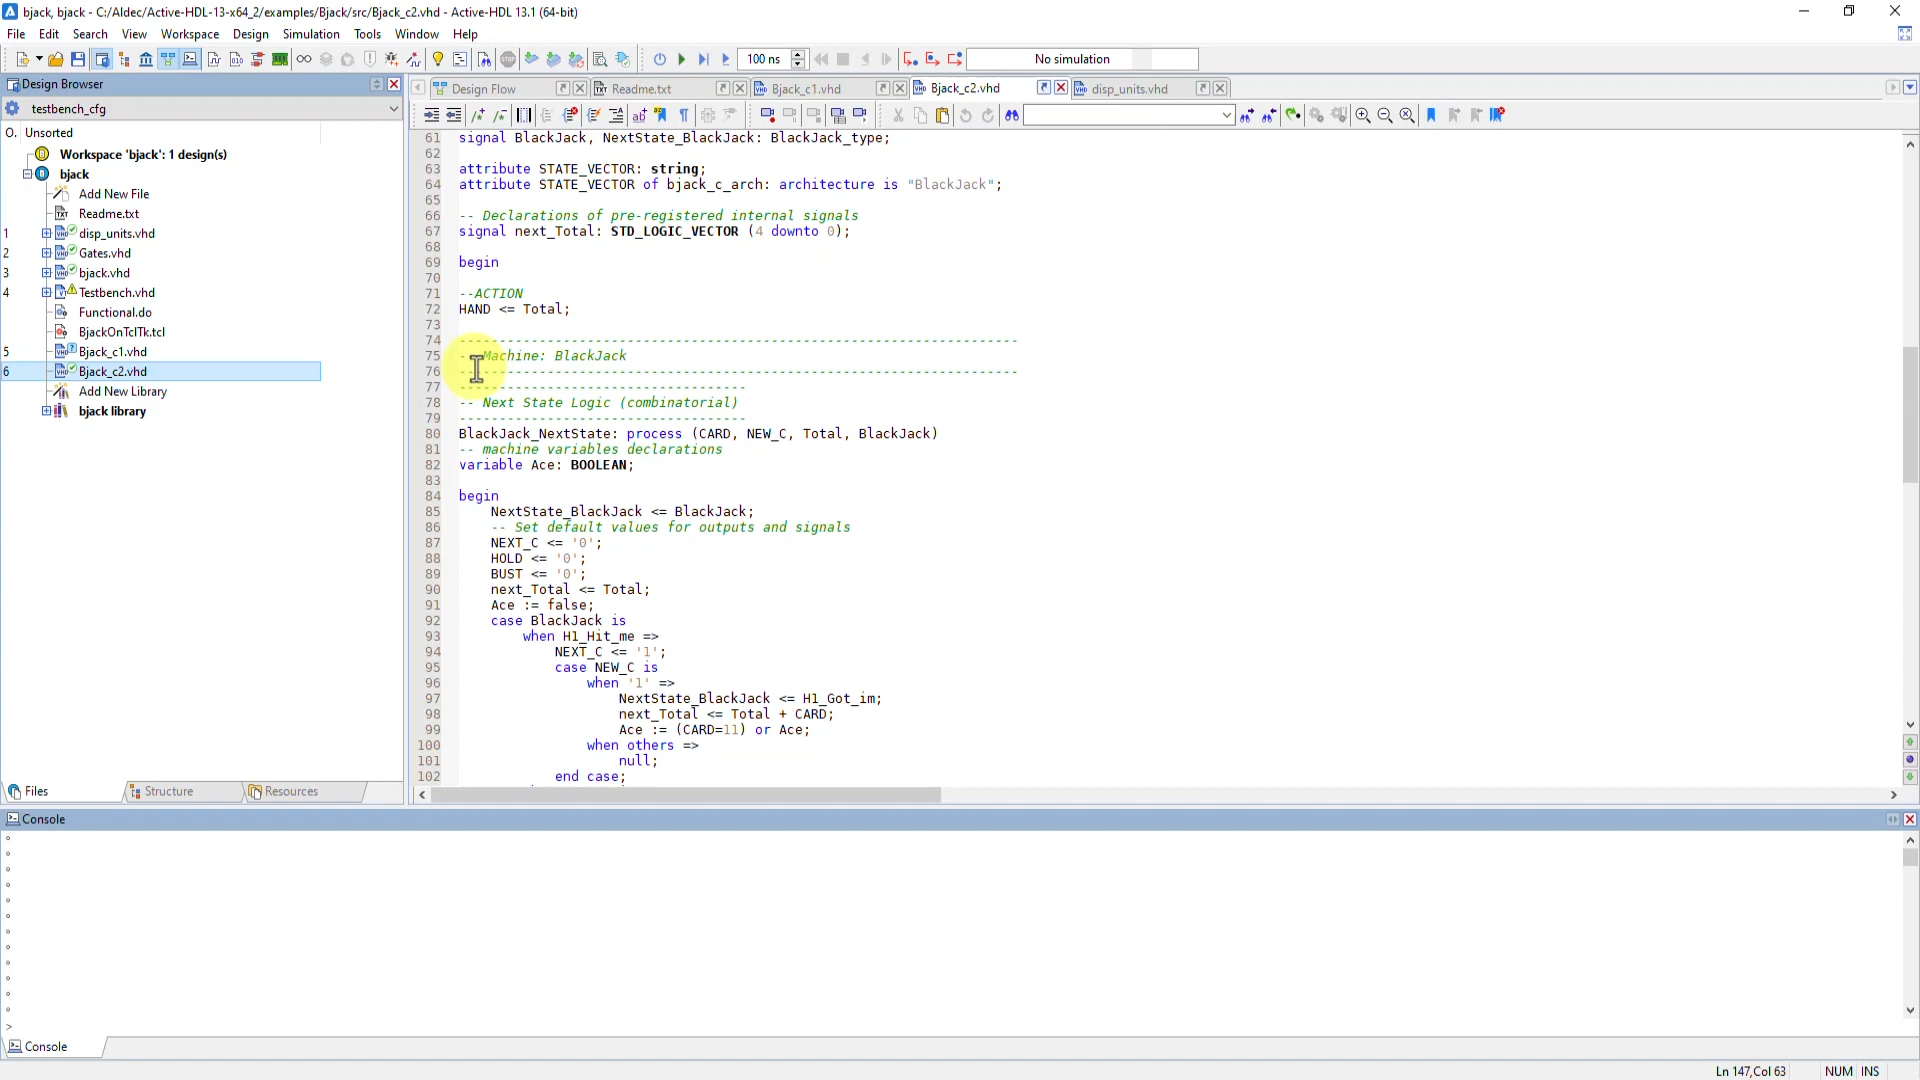 bjack, bjack - C:/Aldec/Active-HDL-13-x64_2/examples/Bjack/src/Bjack_c2.vhd - Active-HDL 13.1 (64-bit)
File Edit Search View Workspace Design Simulation Tools Window Help
100 ns No simulation
Design Browser
Design Flow Readme.txt Bjack_c1.vhd Bjack_c2.vhd disp_units.vhd
testbench_cfg
O. Unsorted
Workspace 'bjack': 1 design(s)
bjack
Add New File
Readme.txt
1 disp_units.vhd
2 Gates.vhd
3 bjack.vhd
4 Testbench.vhd
Functional.do
BjackOnTclTk.tcl
5 Bjack_c1.vhd
6 Bjack_c2.vhd
Add New Library
bjack library
Files Structure Resources
61 signal BlackJack, NextState_BlackJack: BlackJack_type;
62
63 attribute STATE_VECTOR: string;
64 attribute STATE_VECTOR of bjack_c_arch: architecture is "BlackJack";
65
66 -- Declarations of pre-registered internal signals
67 signal next_Total: STD_LOGIC_VECTOR (4 downto 0);
68
69 begin
70
71 --ACTION
72 HAND <= Total;
73
74 ----------------------------------------------------------------------
75 -- Machine: BlackJack
76 ----------------------------------------------------------------------
77 ------------------------------------
78 -- Next State Logic (combinatorial)
79 ------------------------------------
80 BlackJack_NextState: process (CARD, NEW_C, Total, BlackJack)
81 -- machine variables declarations
82 variable Ace: BOOLEAN;
83
84 begin
85 NextState_BlackJack <= BlackJack;
86 -- Set default values for outputs and signals
87 NEXT_C <= '0';
88 HOLD <= '0';
89 BUST <= '0';
90 next_Total <= Total;
91 Ace := false;
92 case BlackJack is
93 when H1_Hit_me =>
94 NEXT_C <= '1';
95 case NEW_C is
96 when '1' =>
97 NextState_BlackJack <= H1_Got_im;
98 next_Total <= Total + CARD;
99 Ace := (CARD=11) or Ace;
100 when others =>
101 null;
102 end case;
Console
>
Console
Ln 147,Col 63 NUM INS